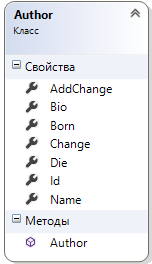 Author
Класс
Свойства
AddChange
Bio
Born
Change
Die
Id
Name
Методы
Author